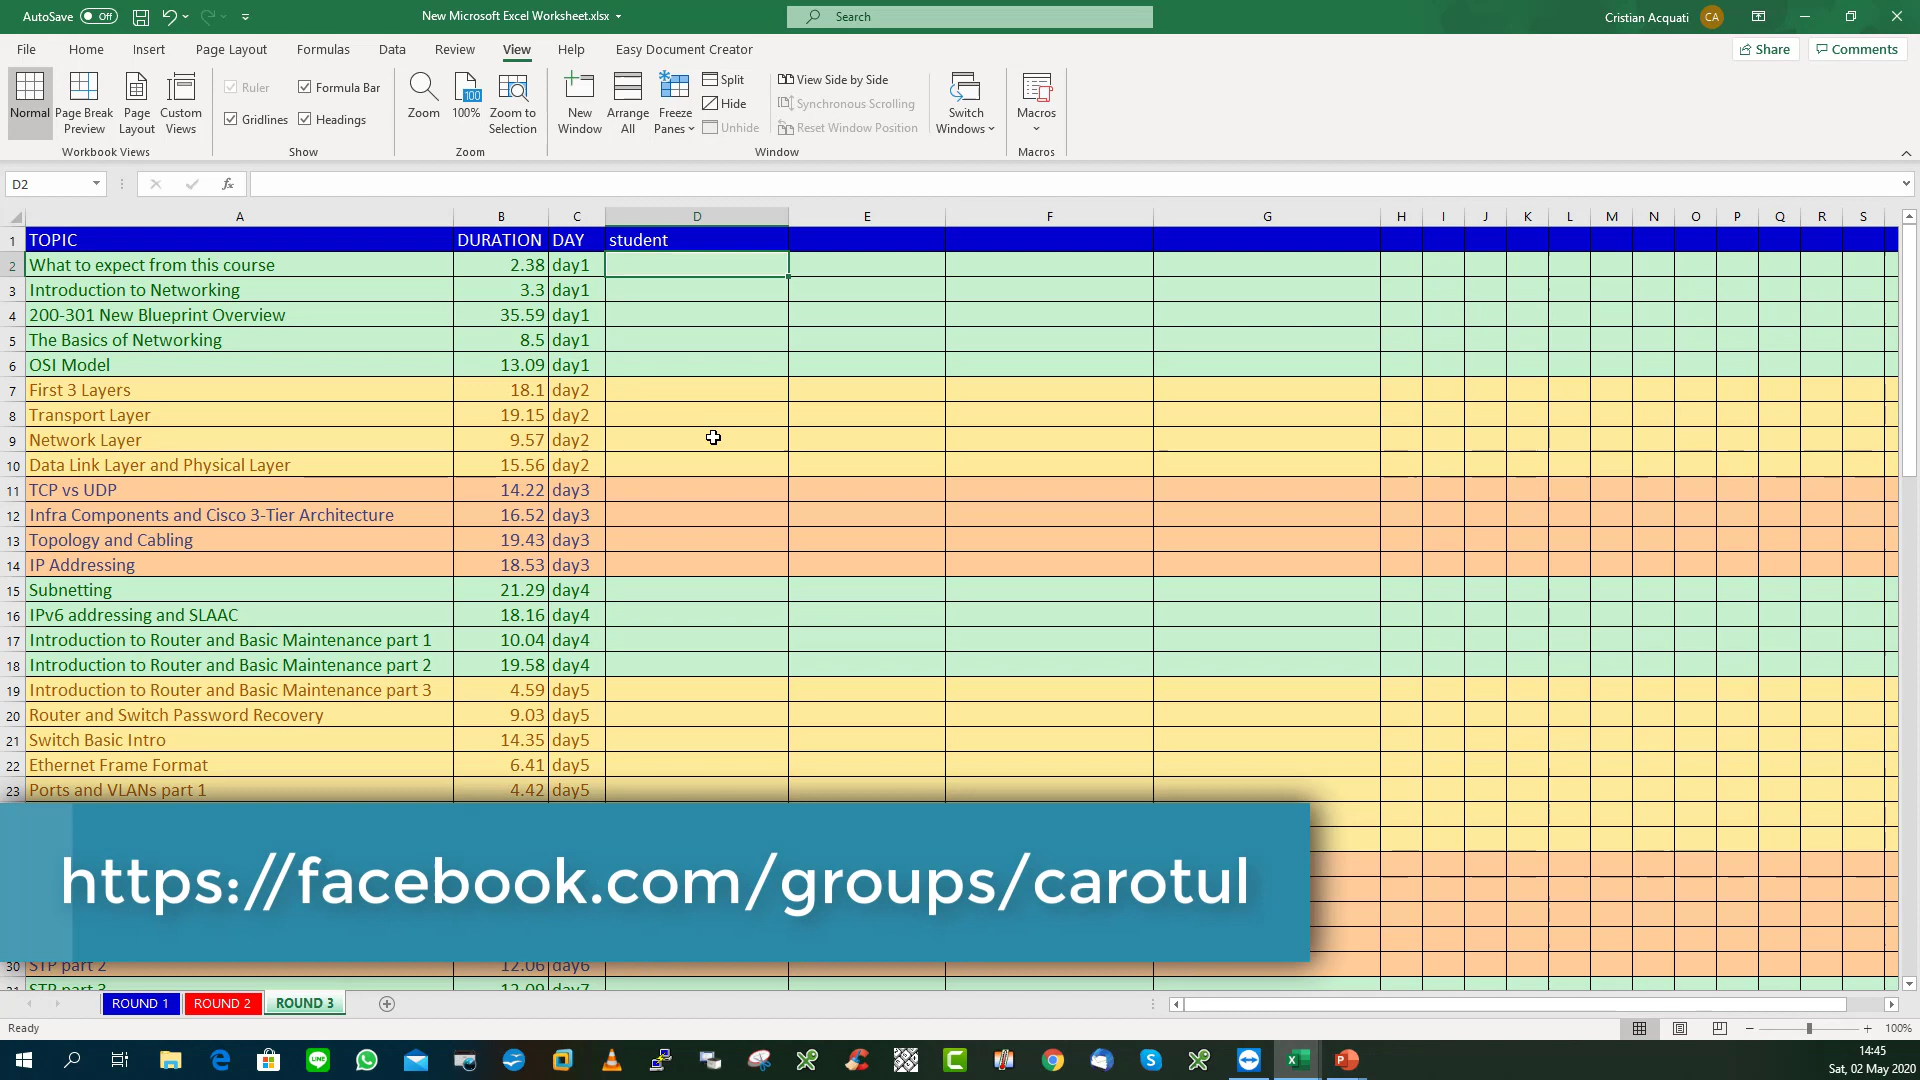 AutoSave Off New Microsoft Excel Worksheet.xlsx Search Cristian Acquati CA
File Home Insert Page Layout Formulas Data Review View Help Easy Document Creator Share Comments
Normal Page Break Preview Page Layout Custom Views
Workbook Views
Ruler Formula Bar
Gridlines Headings
Show
Zoom 100 100% Zoom to Selection
Zoom
New Window Arrange All Freeze Panes Split Hide Unhide
View Side by Side
Synchronous Scrolling
Reset Window Position
Switch Windows
Window
Macros
Macros
D2 fx
A B C D E F G H I J K L M N O P Q R S
1 TOPIC DURATION DAY student
2 What to expect from this course 2.38 day1
3 Introduction to Networking 3.3 day1
4 200-301 New Blueprint Overview 35.59 day1
5 The Basics of Networking 8.5 day1
6 OSI Model 13.09 day1
7 First 3 Layers 18.1 day2
8 Transport Layer 19.15 day2
9 Network Layer 9.57 day2
10 Data Link Layer and Physical Layer 15.56 day2
11 TCP vs UDP 14.22 day3
12 Infra Components and Cisco 3-Tier Architecture 16.52 day3
13 Topology and Cabling 19.43 day3
14 IP Addressing 18.53 day3
15 Subnetting 21.29 day4
16 IPv6 addressing and SLAAC 18.16 day4
17 Introduction to Router and Basic Maintenance part 1 10.04 day4
18 Introduction to Router and Basic Maintenance part 2 19.58 day4
19 Introduction to Router and Basic Maintenance part 3 4.59 day5
20 Router and Switch Password Recovery 9.03 day5
21 Switch Basic Intro 14.35 day5
22 Ethernet Frame Format 6.41 day5
23 Ports and VLANs part 1 4.42 day5
https://facebook.com/groups/carotul
30 STP part 2 12.06 day6
31 STP part 3 12.09 day7
ROUND 1 ROUND 2 ROUND 3
Ready 100%
14:45
Sat, 02 May 2020